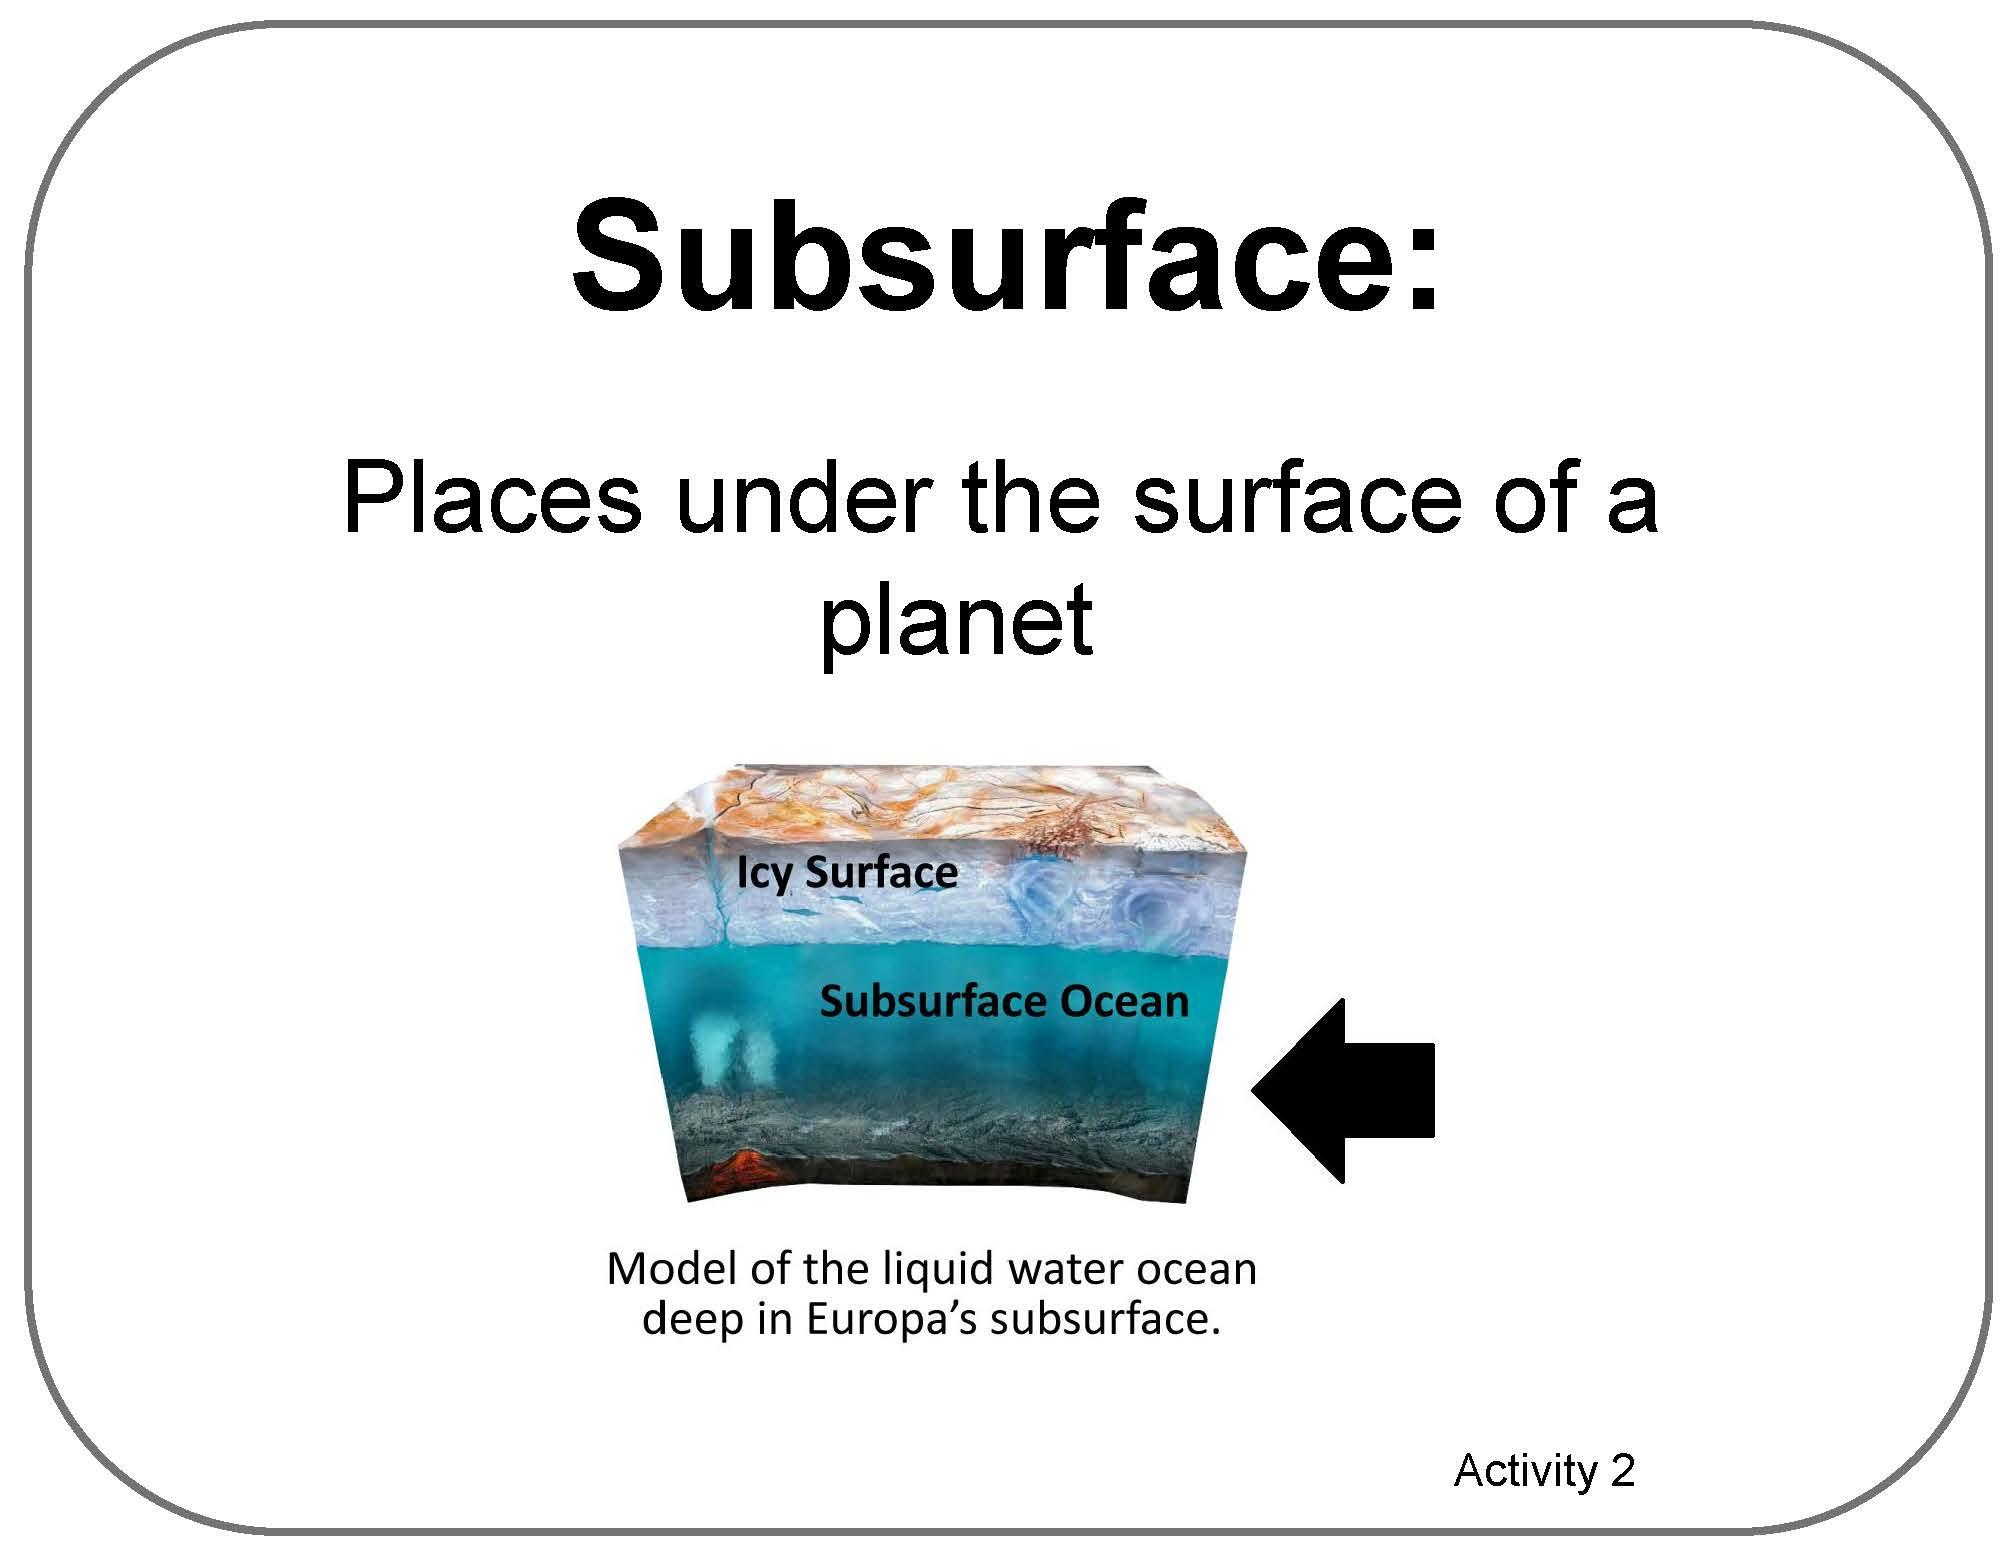 Subsurface:
Places under the surface of a
planet
Icy Surface
Subsurface Ocean
Model of the liquid water ocean
deep in Europa’s subsurface.
Activity 2